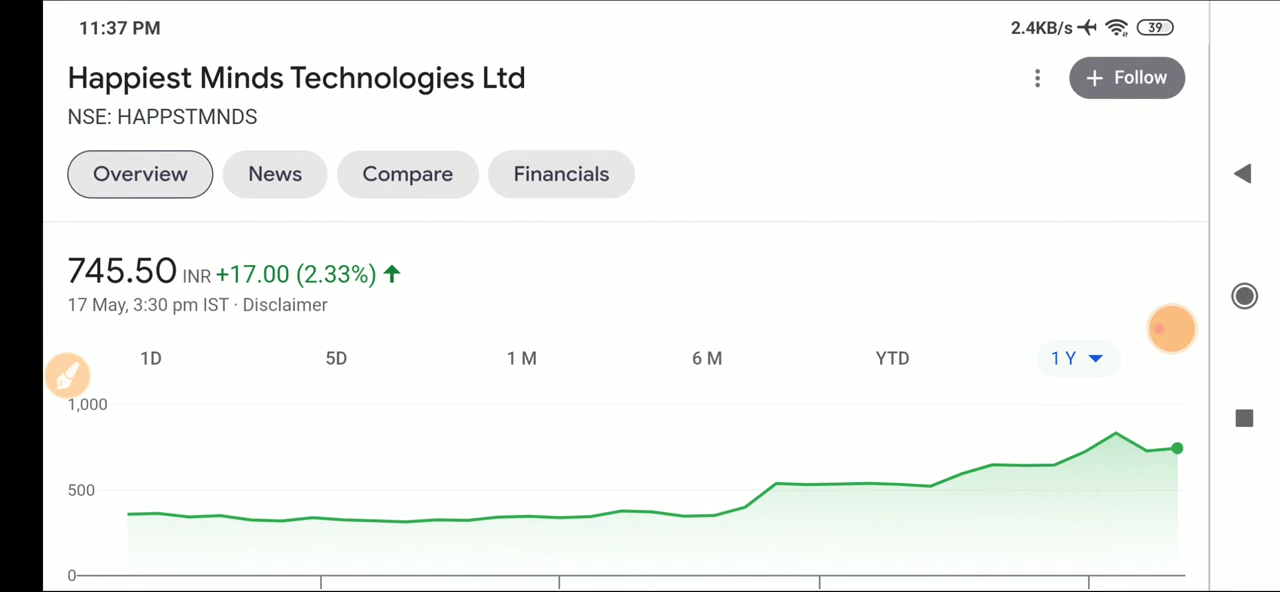 11:37 PM 2.4KB/s 39
Happiest Minds Technologies Ltd
+ Follow
NSE: HAPPSTMNDS
Overview News Compare Financials
745.50 INR +17.00 (2.33%)
17 May, 3:30 pm IST · Disclaimer
1D 5D 1 M 6 M YTD 1 Y
1,000
500
0